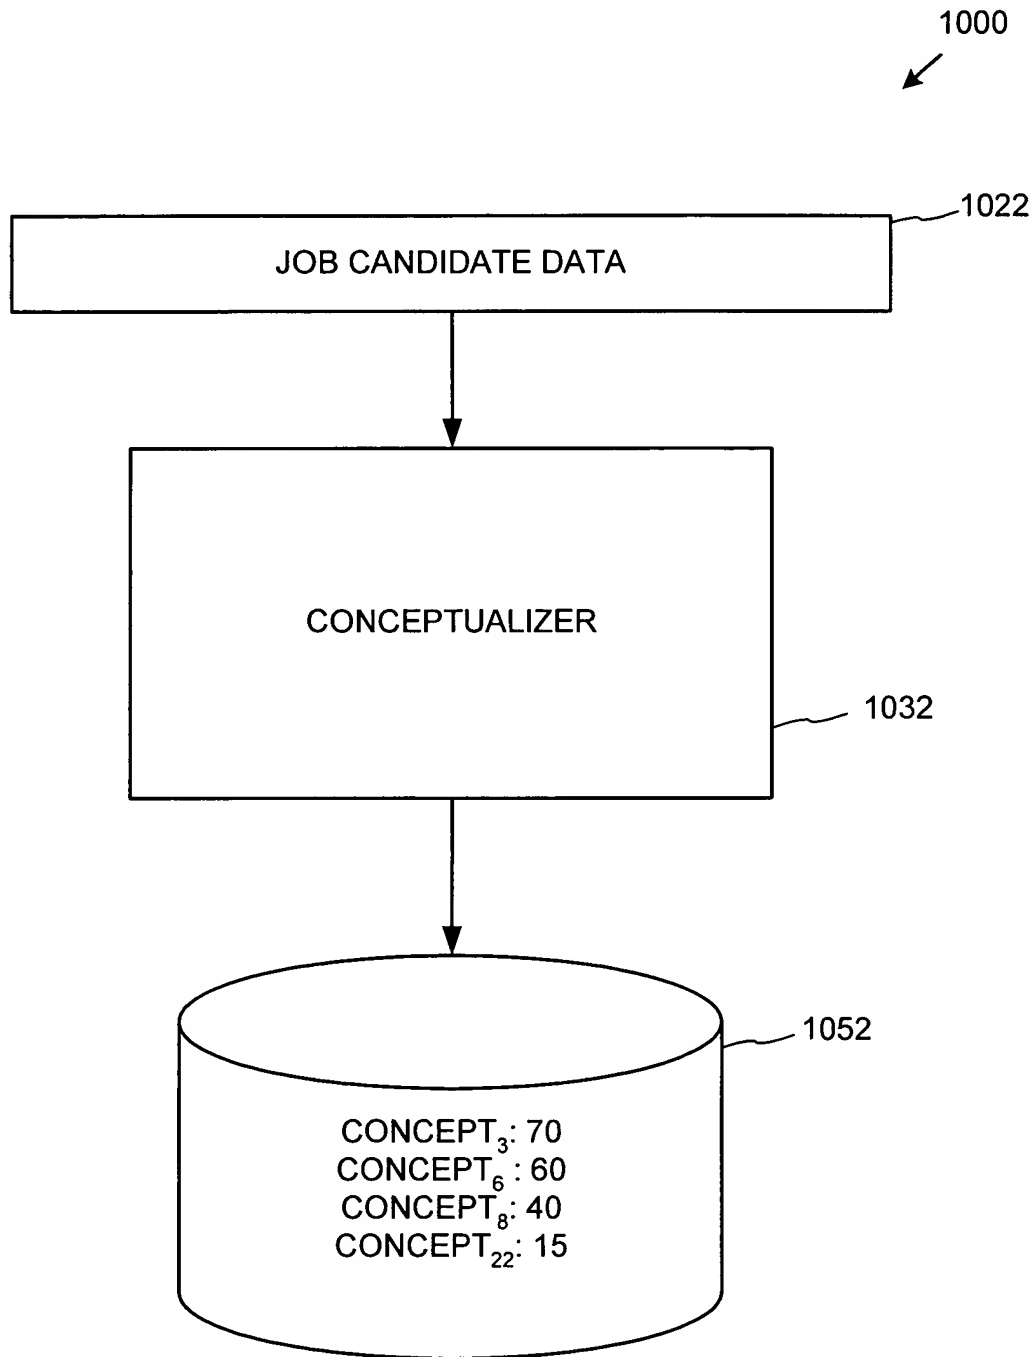 1000
1022
JOB CANDIDATE DATA
CONCEPTUALIZER
1032
1052
CONCEPT₃: 70
CONCEPT₆ : 60
CONCEPT₈: 40
CONCEPT₂₂: 15